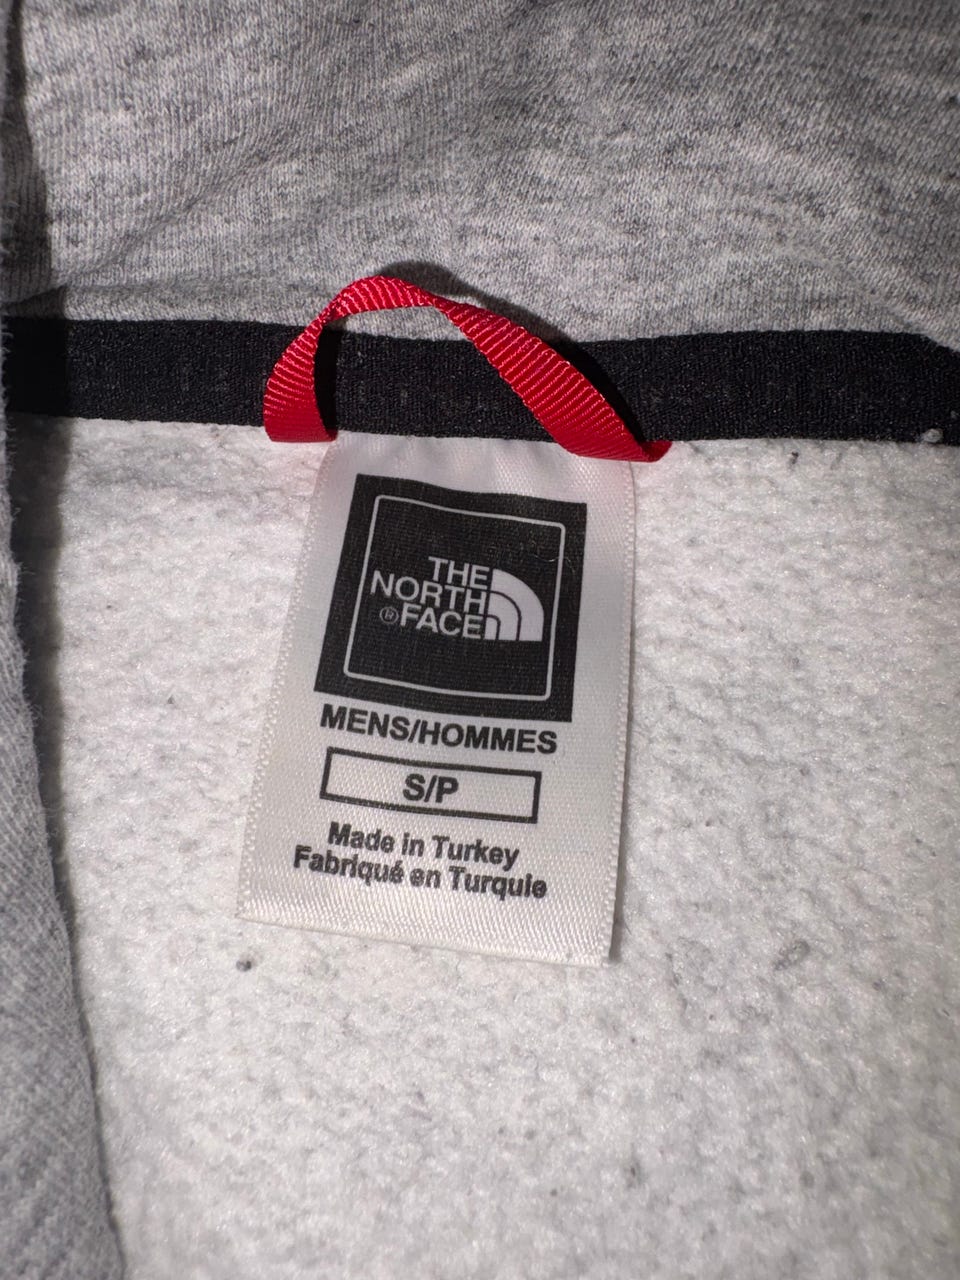 THE
NORTH
®FACE
MENS/HOMMES
S/P
Made in Turkey
Fabriqué en Turquie